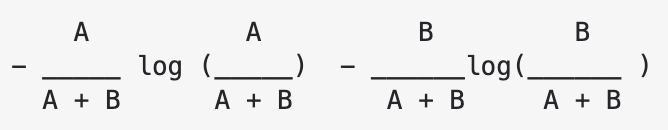 A A B B
− _____ log (_____) − ______log(______ )
A + B A + B A + B A + B